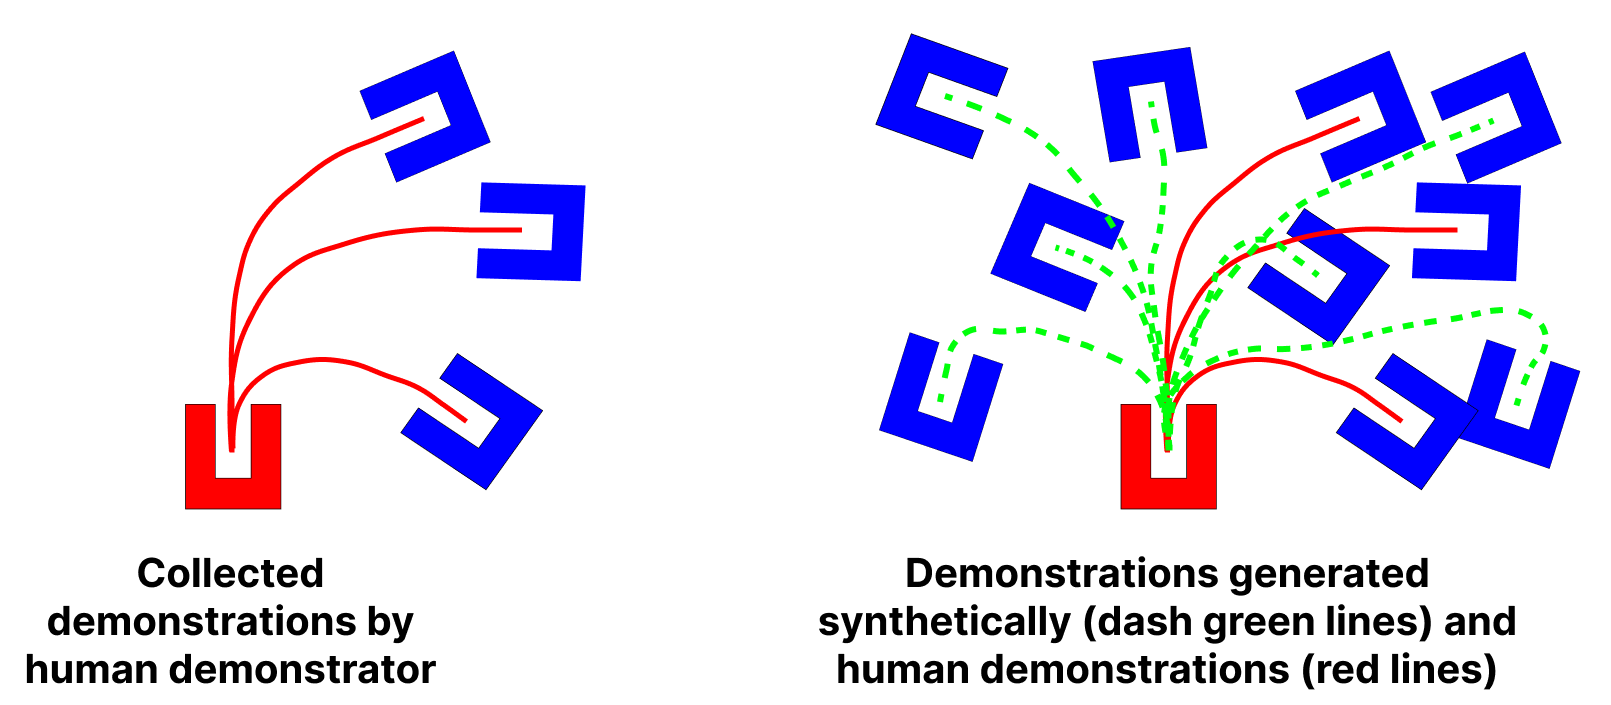 Collected
demonstrations by
human demonstrator
Demonstrations generated
synthetically (dash green lines) and
human demonstrations (red lines)